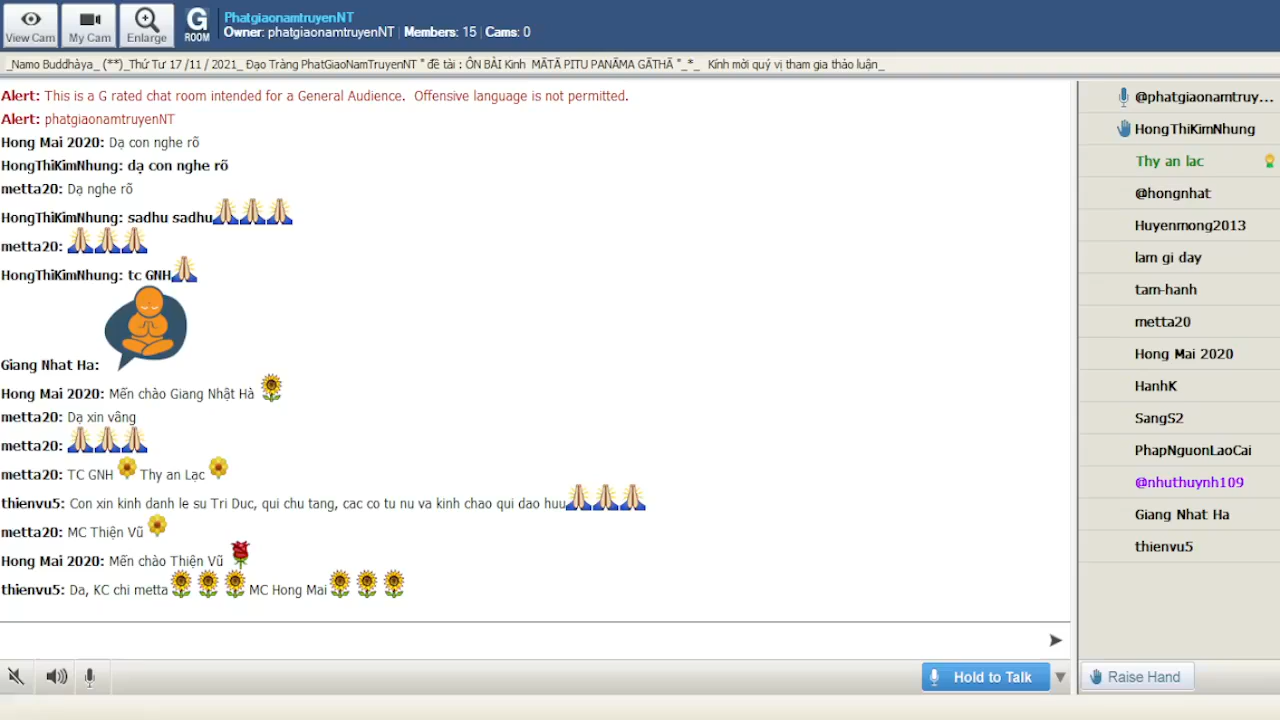 View Cam
My Cam
Enlarge
G
ROOM
PhatgiaonamtruyenNT
Owner: phatgiaonamtruyenNT | Members: 15 | Cams: 0
_Namo Buddhàya_ (**)_Thứ Tư 17 /11 / 2021_ Đạo Tràng PhatGiaoNamTruyenNT " đề tài : ÔN BÀI Kinh MĀTĀ PITU PANĀMA GĀTHĀ "_*_ Kính mời quý vị tham gia thảo luận_
Alert: This is a G rated chat room intended for a General Audience. Offensive language is not permitted.
Alert: phatgiaonamtruyenNT
Hong Mai 2020: Dạ con nghe rõ
HongThiKimNhung: dạ con nghe rõ
metta20: Dạ nghe rõ
HongThiKimNhung: sadhu sadhu
metta20:
HongThiKimNhung: tc GNH
Giang Nhat Ha:
Hong Mai 2020: Mến chào Giang Nhật Hà
metta20: Dạ xin vâng
metta20:
metta20: TC GNH Thy an Lạc
thienvu5: Con xin kinh danh le su Tri Duc, qui chu tang, cac co tu nu va kinh chao qui dao huu
metta20: MC Thiện Vũ
Hong Mai 2020: Mến chào Thiện Vũ
thienvu5: Da, KC chi metta MC Hong Mai
Hold to Talk
@phatgiaonamtruy...
HongThiKimNhung
Thy an lac
@hongnhat
Huyenmong2013
lam gi day
tam-hanh
metta20
Hong Mai 2020
HanhK
SangS2
PhapNguonLaoCai
@nhuthuynh109
Giang Nhat Ha
thienvu5
Raise Hand